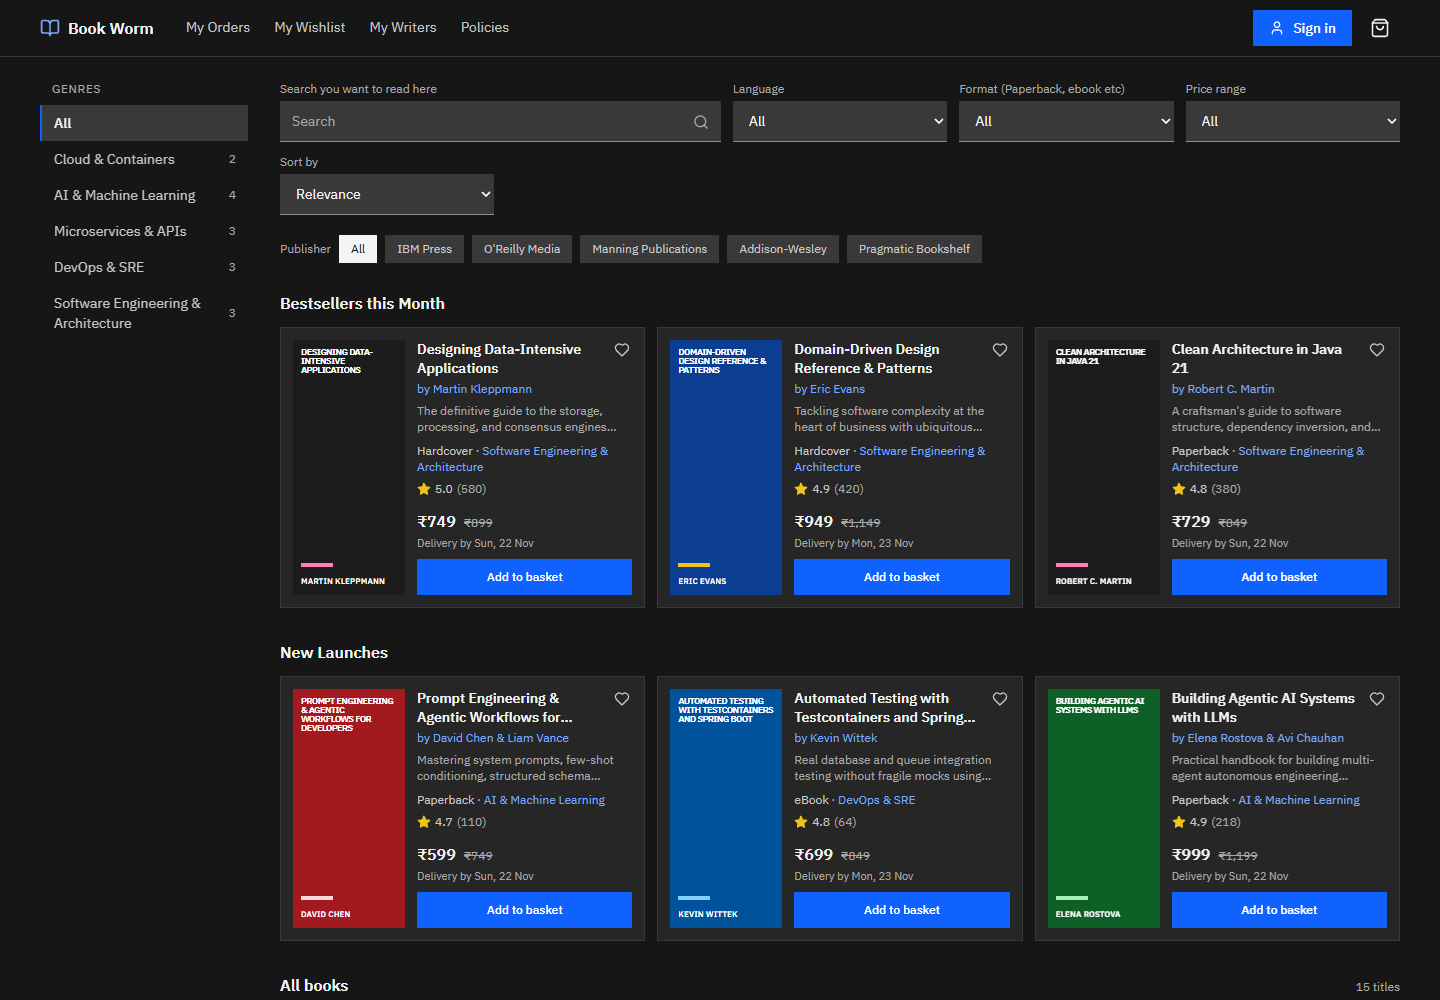 Book Worm
My Orders
My Wishlist
My Writers
Policies
Sign in
GENRES
All
Cloud & Containers 2
AI & Machine Learning 4
Microservices & APIs 3
DevOps & SRE 3
Software Engineering &
Architecture 3
Search you want to read here
Search
Language
All
Format (Paperback, ebook etc)
All
Price range
All
Sort by
Relevance
Publisher
All
IBM Press
O'Reilly Media
Manning Publications
Addison-Wesley
Pragmatic Bookshelf
Bestsellers this Month
DESIGNING DATA-
INTENSIVE
APPLICATIONS
MARTIN KLEPPMANN
Designing Data-Intensive
Applications
by Martin Kleppmann
The definitive guide to the storage,
processing, and consensus engines...
Hardcover · Software Engineering &
Architecture
5.0 (580)
₹749 ₹899
Delivery by Sun, 22 Nov
Add to basket
DOMAIN-DRIVEN
DESIGN REFERENCE &
PATTERNS
ERIC EVANS
Domain-Driven Design
Reference & Patterns
by Eric Evans
Tackling software complexity at the
heart of business with ubiquitous...
Hardcover · Software Engineering &
Architecture
4.9 (420)
₹949 ₹1,149
Delivery by Mon, 23 Nov
Add to basket
CLEAN ARCHITECTURE
IN JAVA 21
ROBERT C. MARTIN
Clean Architecture in Java
21
by Robert C. Martin
A craftsman's guide to software
structure, dependency inversion, and...
Paperback · Software Engineering &
Architecture
4.8 (380)
₹729 ₹849
Delivery by Sun, 22 Nov
Add to basket
New Launches
PROMPT ENGINEERING
& AGENTIC
WORKFLOWS FOR
DEVELOPERS
DAVID CHEN
Prompt Engineering &
Agentic Workflows for...
by David Chen & Liam Vance
Mastering system prompts, few-shot
conditioning, structured schema...
Paperback · AI & Machine Learning
4.7 (110)
₹599 ₹749
Delivery by Sun, 22 Nov
Add to basket
AUTOMATED TESTING
WITH TESTCONTAINERS
AND SPRING BOOT
KEVIN WITTEK
Automated Testing with
Testcontainers and Spring...
by Kevin Wittek
Real database and queue integration
testing without fragile mocks using...
eBook · DevOps & SRE
4.8 (64)
₹699 ₹849
Delivery by Mon, 23 Nov
Add to basket
BUILDING AGENTIC AI
SYSTEMS WITH LLMS
ELENA ROSTOVA
Building Agentic AI Systems
with LLMs
by Elena Rostova & Avi Chauhan
Practical handbook for building multi-
agent autonomous engineering...
Paperback · AI & Machine Learning
4.9 (218)
₹999 ₹1,199
Delivery by Sun, 22 Nov
Add to basket
All books
15 titles